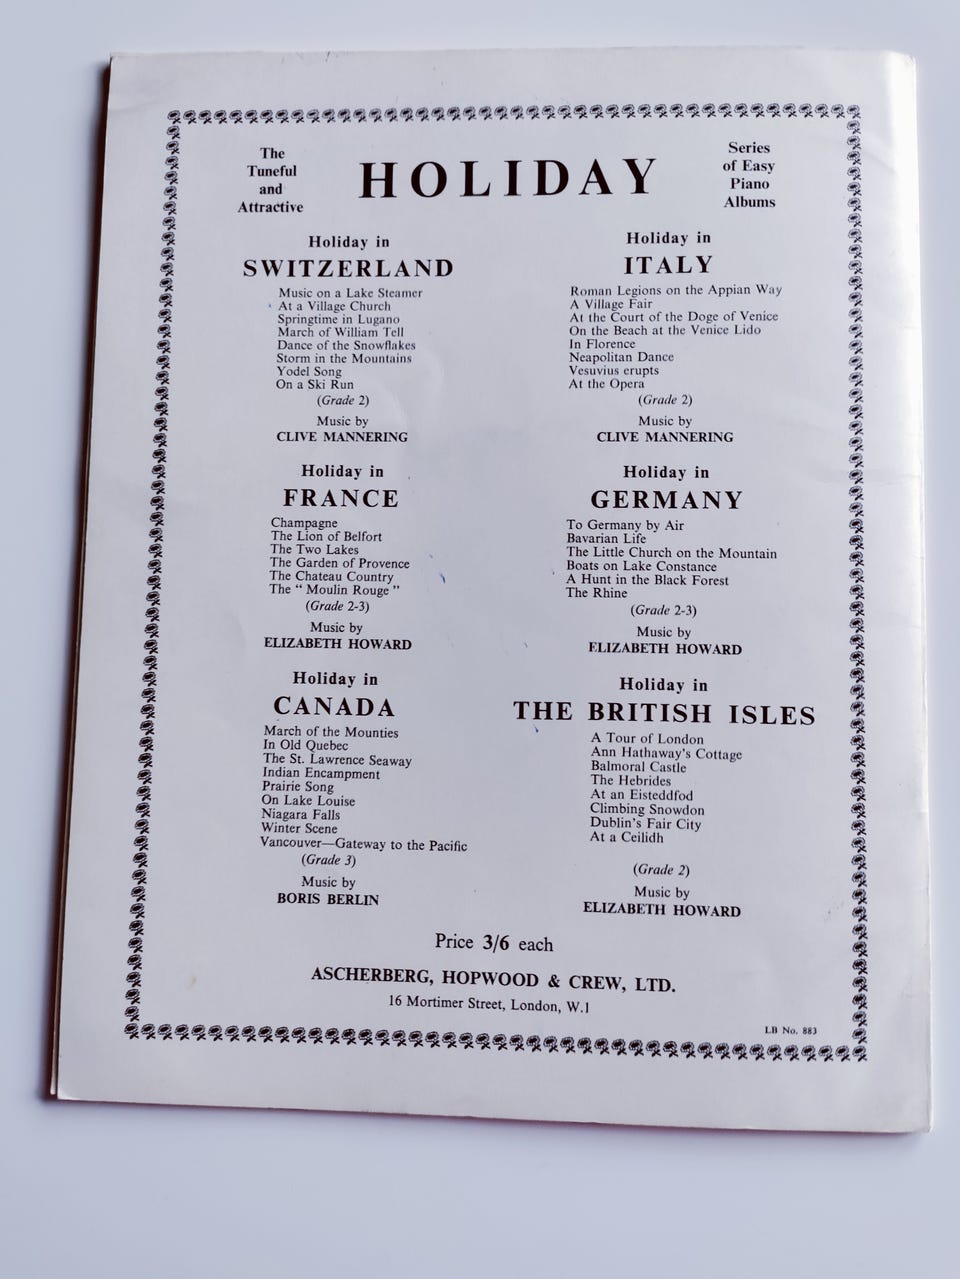 The
Tuneful
and
Attractive
HOLIDAY
Series
of Easy
Piano
Albums
Holiday in
SWITZERLAND
Music on a Lake Steamer
At a Village Church
Springtime in Lugano
March of William Tell
Dance of the Snowflakes
Storm in the Mountains
Yodel Song
On a Ski Run
(Grade 2)
Music by
CLIVE MANNERING
Holiday in
ITALY
Roman Legions on the Appian Way
A Village Fair
At the Court of the Doge of Venice
On the Beach at the Venice Lido
In Florence
Neapolitan Dance
Vesuvius erupts
At the Opera
(Grade 2)
Music by
CLIVE MANNERING
Holiday in
FRANCE
Champagne
The Lion of Belfort
The Two Lakes
The Garden of Provence
The Chateau Country
The “ Moulin Rouge ”
(Grade 2-3)
Music by
ELIZABETH HOWARD
Holiday in
GERMANY
To Germany by Air
Bavarian Life
The Little Church on the Mountain
Boats on Lake Constance
A Hunt in the Black Forest
The Rhine
(Grade 2-3)
Music by
ELIZABETH HOWARD
Holiday in
CANADA
March of the Mounties
In Old Quebec
The St. Lawrence Seaway
Indian Encampment
Prairie Song
On Lake Louise
Niagara Falls
Winter Scene
Vancouver—Gateway to the Pacific
(Grade 3)
Music by
BORIS BERLIN
Holiday in
THE BRITISH ISLES
A Tour of London
Ann Hathaway's Cottage
Balmoral Castle
The Hebrides
At an Eisteddfod
Climbing Snowdon
Dublin's Fair City
At a Ceilidh
(Grade 2)
Music by
ELIZABETH HOWARD
Price 3/6 each
ASCHERBERG, HOPWOOD & CREW, LTD.
16 Mortimer Street, London, W.1
LB No. 883